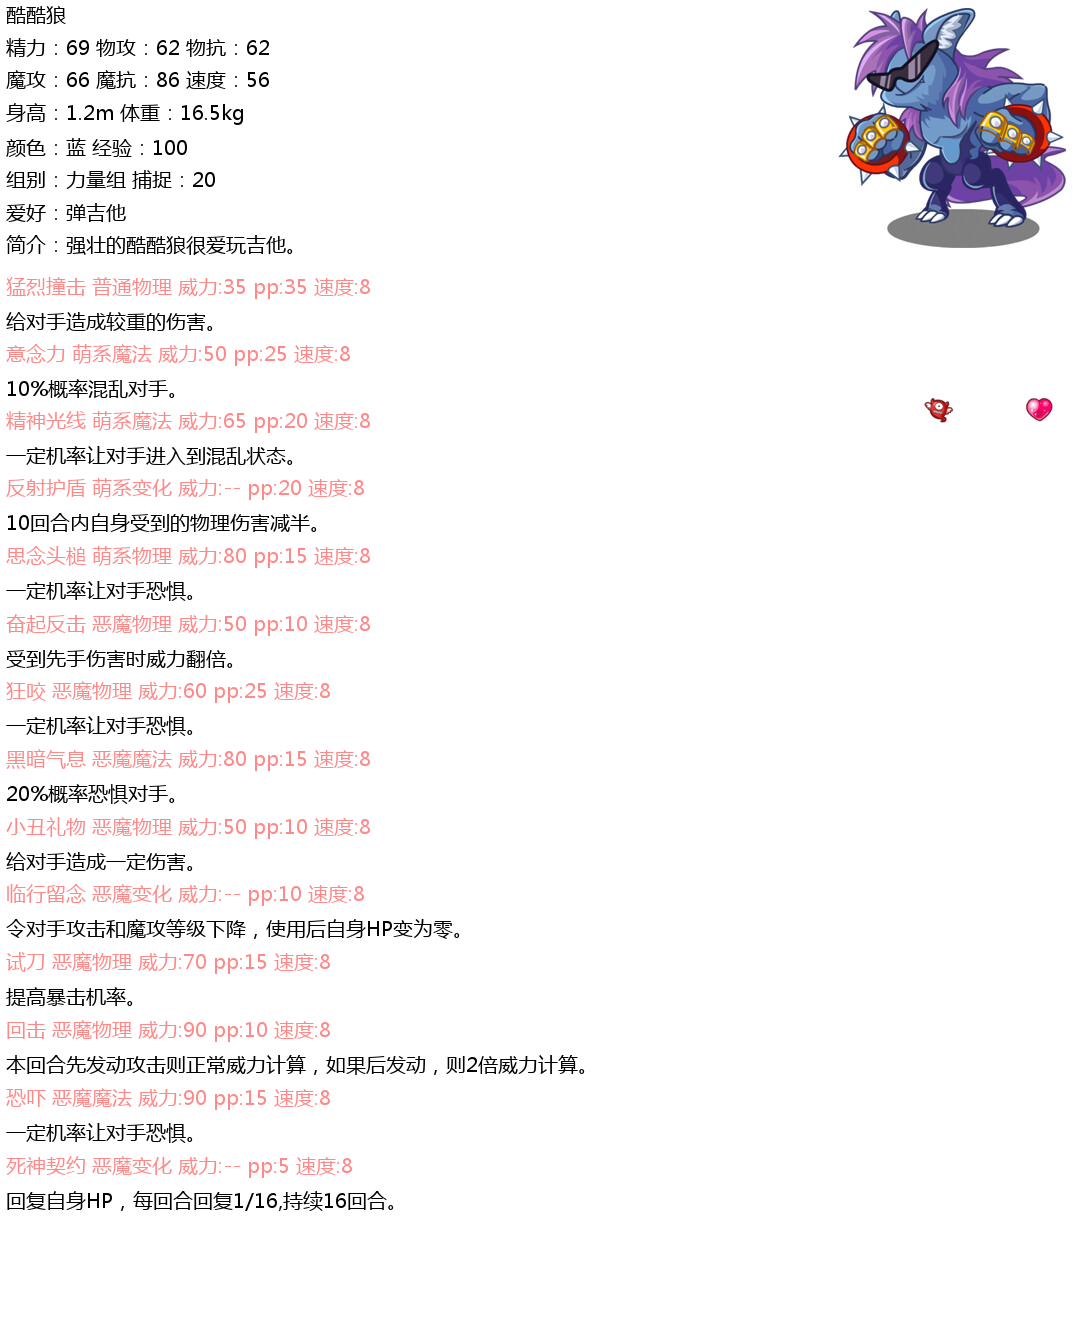 酷酷狼
精力：69 物攻：62 物抗：62
魔攻：66 魔抗：86 速度：56
身高：1.2m 体重：16.5kg
颜色：蓝 经验：100
组别：力量组 捕捉：20
爱好：弹吉他
简介：强壮的酷酷狼很爱玩吉他。
猛烈撞击 普通物理 威力:35 pp:35 速度:8
给对手造成较重的伤害。
意念力 萌系魔法 威力:50 pp:25 速度:8
10%概率混乱对手。
精神光线 萌系魔法 威力:65 pp:20 速度:8
一定机率让对手进入到混乱状态。
反射护盾 萌系变化 威力:-- pp:20 速度:8
10回合内自身受到的物理伤害减半。
思念头槌 萌系物理 威力:80 pp:15 速度:8
一定机率让对手恐惧。
奋起反击 恶魔物理 威力:50 pp:10 速度:8
受到先手伤害时威力翻倍。
狂咬 恶魔物理 威力:60 pp:25 速度:8
一定机率让对手恐惧。
黑暗气息 恶魔魔法 威力:80 pp:15 速度:8
20%概率恐惧对手。
小丑礼物 恶魔物理 威力:50 pp:10 速度:8
给对手造成一定伤害。
临行留念 恶魔变化 威力:-- pp:10 速度:8
令对手攻击和魔攻等级下降，使用后自身HP变为零。
试刀 恶魔物理 威力:70 pp:15 速度:8
提高暴击机率。
回击 恶魔物理 威力:90 pp:10 速度:8
本回合先发动攻击则正常威力计算，如果后发动，则2倍威力计算。
恐吓 恶魔魔法 威力:90 pp:15 速度:8
一定机率让对手恐惧。
死神契约 恶魔变化 威力:-- pp:5 速度:8
回复自身HP，每回合回复1/16,持续16回合。